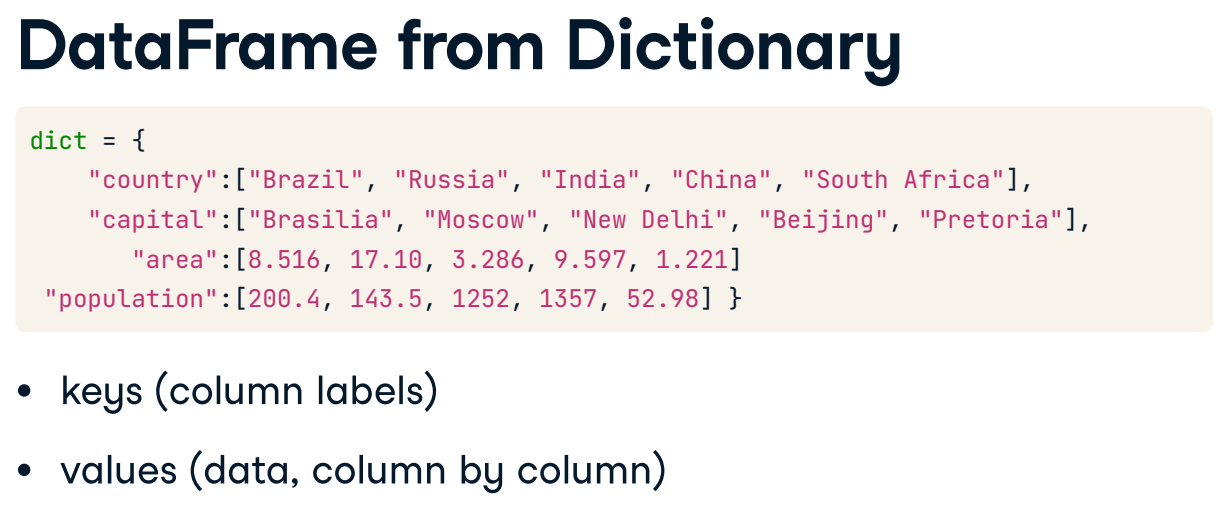 DataFrame from Dictionary
dict = {
"country":["Brazil", "Russia", "India", "China", "South Africa"],
"capital":["Brasilia", "Moscow", "New Delhi", "Beijing", "Pretoria"],
"area":[8.516, 17.10, 3.286, 9.597, 1.221]
"population":[200.4, 143.5, 1252, 1357, 52.98] }
• keys (column labels)
• values (data, column by column)